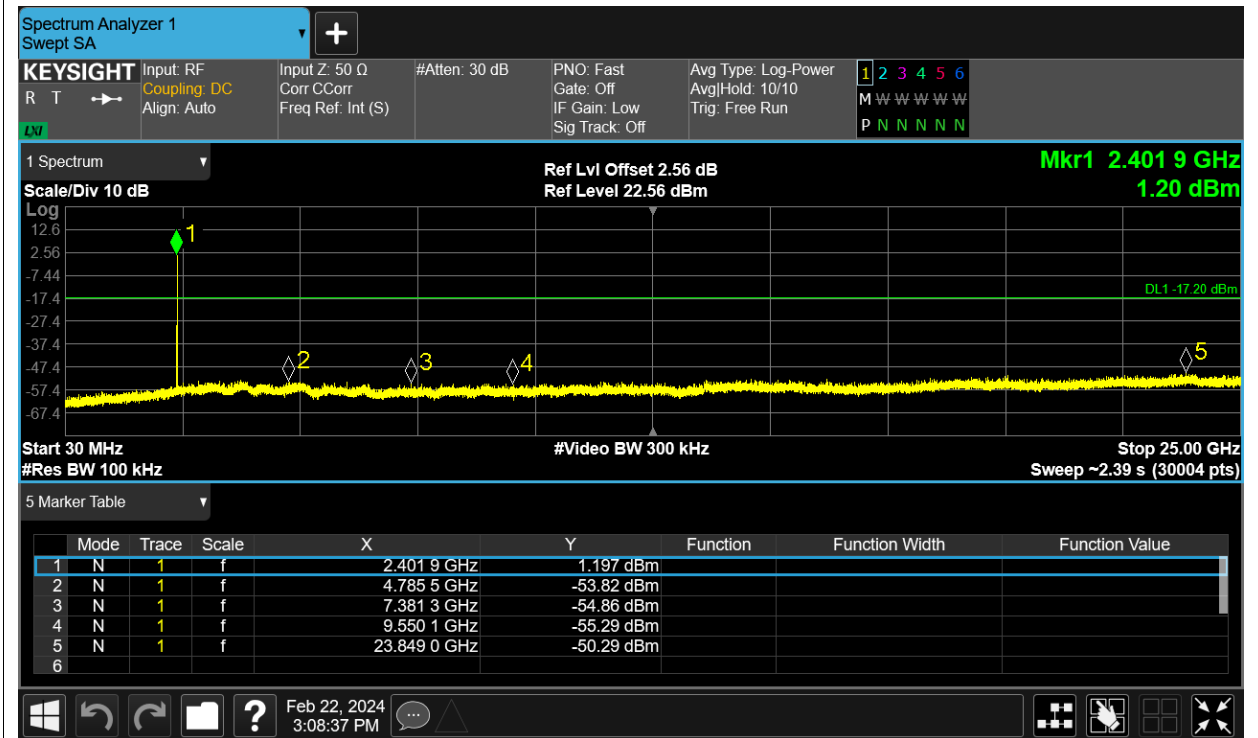 Spectrum Analyzer 1
Swept SA
KEYSIGHT
R T
LXI
Input: RF
Coupling: DC
Align: Auto
Input Z: 50 Ω
Corr CCorr
Freq Ref: Int (S)
#Atten: 30 dB
PNO: Fast
Gate: Off
IF Gain: Low
Sig Track: Off
Avg Type: Log-Power
Avg|Hold: 10/10
Trig: Free Run
1 2 3 4 5 6
M W W W W W
P N N N N N
1 Spectrum
Scale/Div 10 dB
Ref Lvl Offset 2.56 dB
Ref Level 22.56 dBm
Mkr1 2.401 9 GHz
1.20 dBm
Log
12.6
2.56
-7.44
-17.4
-27.4
-37.4
-47.4
-57.4
-67.4
1
2
3
4
5
DL1 -17.20 dBm
Start 30 MHz
#Video BW 300 kHz
Stop 25.00 GHz
#Res BW 100 kHz
Sweep ~2.39 s (30004 pts)
5 Marker Table
Mode Trace Scale X Y Function Function Width Function Value
1 N 1 f 2.401 9 GHz 1.197 dBm
2 N 1 f 4.785 5 GHz -53.82 dBm
3 N 1 f 7.381 3 GHz -54.86 dBm
4 N 1 f 9.550 1 GHz -55.29 dBm
5 N 1 f 23.849 0 GHz -50.29 dBm
6
?
Feb 22, 2024
3:08:37 PM